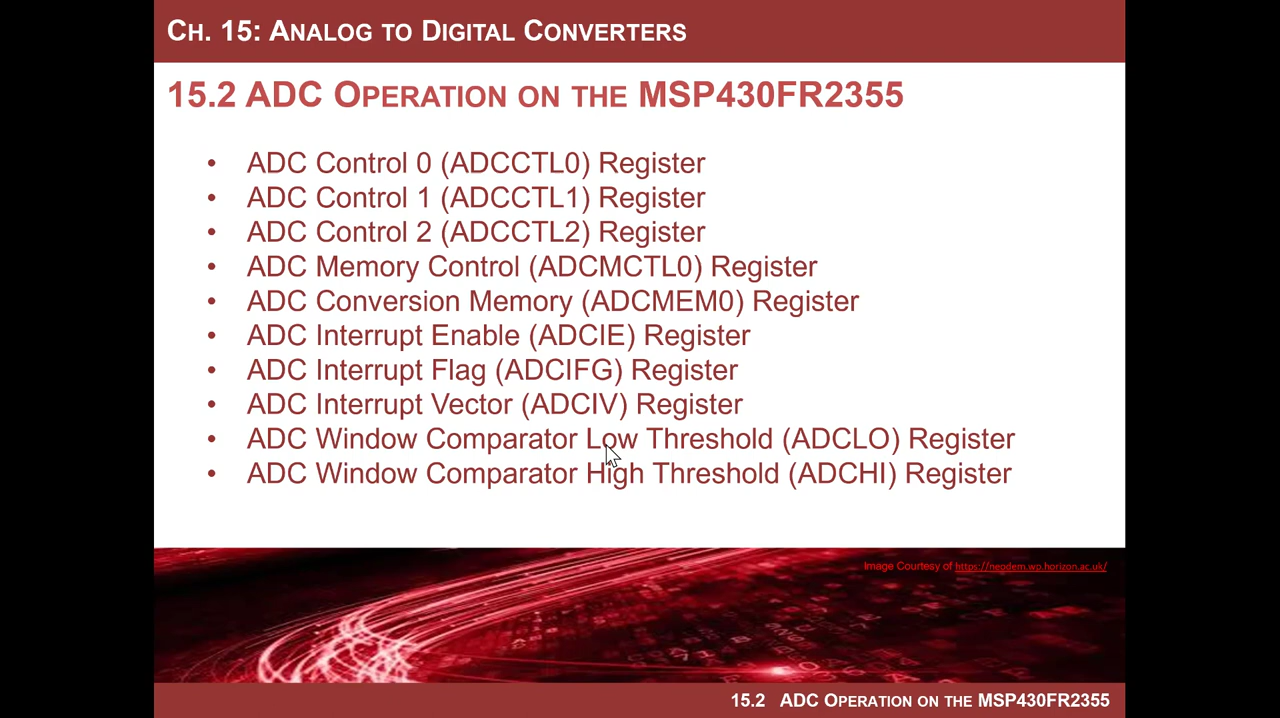 Ch. 15: Analog to Digital Converters
15.2 ADC Operation on the MSP430FR2355
• ADC Control 0 (ADCCTL0) Register
• ADC Control 1 (ADCCTL1) Register
• ADC Control 2 (ADCCTL2) Register
• ADC Memory Control (ADCMCTL0) Register
• ADC Conversion Memory (ADCMEM0) Register
• ADC Interrupt Enable (ADCIE) Register
• ADC Interrupt Flag (ADCIFG) Register
• ADC Interrupt Vector (ADCIV) Register
• ADC Window Comparator Low Threshold (ADCLO) Register
• ADC Window Comparator High Threshold (ADCHI) Register
Image Courtesy of https://neodem.wp.horizon.ac.uk/
15.2 ADC Operation on the MSP430FR2355